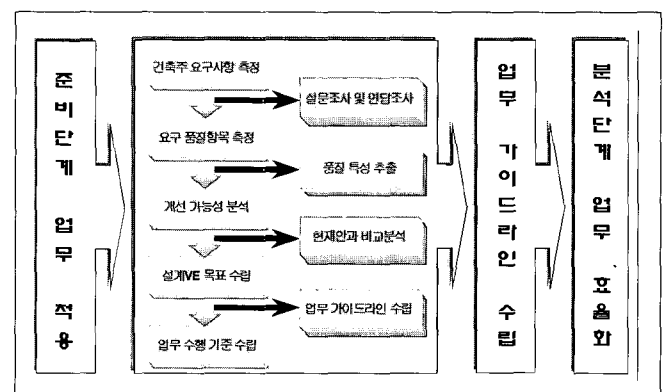 준비단계 업무 적용
건축주 요구사항 측정
설문조사 및 면담조사
요구 품질항목 측정
품질 특성 추출
개선 가능성 분석
현재안과 비교분석
설계VE 목표 수립
업무 가이드라인 수립
업무 수행 기준 수립
업무 가이드라인 수립
분석단계 업무 효율화